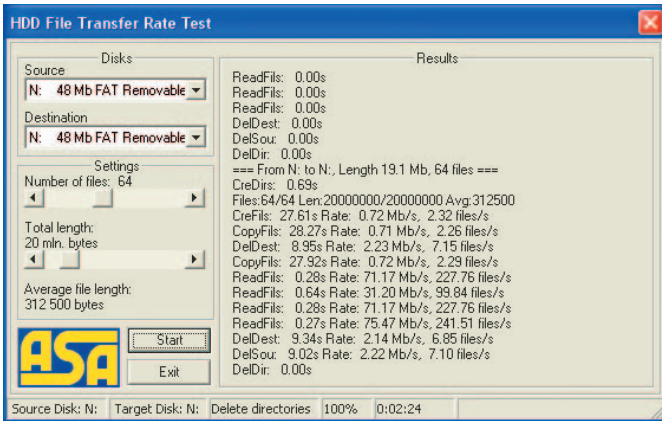 HDD File Transfer Rate Test
Disks
Source
N: 48 Mb FAT Removable
Destination
N: 48 Mb FAT Removable
Settings
Number of files: 64
Total length:
20 mln. bytes
Average file length:
312 500 bytes
ASA
Start
Exit
Results
ReadFils: 0.00s
ReadFils: 0.00s
ReadFils: 0.00s
DelDest: 0.00s
DelSou: 0.00s
DelDir: 0.00s
=== From N: to N:, Length 19.1 Mb, 64 files ===
CreDirs: 0.69s
Files:64/64 Len:20000000/20000000 Avg:312500
CreFils: 27.61s Rate: 0.72 Mb/s, 2.32 files/s
CopyFils: 28.27s Rate: 0.71 Mb/s, 2.26 files/s
DelDest: 8.95s Rate: 2.23 Mb/s, 7.15 files/s
CopyFils: 27.92s Rate: 0.72 Mb/s, 2.29 files/s
ReadFils: 0.28s Rate: 71.17 Mb/s, 227.76 files/s
ReadFils: 0.64s Rate: 31.20 Mb/s, 99.84 files/s
ReadFils: 0.28s Rate: 71.17 Mb/s, 227.76 files/s
ReadFils: 0.27s Rate: 75.47 Mb/s, 241.51 files/s
DelDest: 9.34s Rate: 2.14 Mb/s, 6.85 files/s
DelSou: 9.02s Rate: 2.22 Mb/s, 7.10 files/s
DelDir: 0.00s
Source Disk: N: Target Disk: N: Delete directories 100% 0:02:24